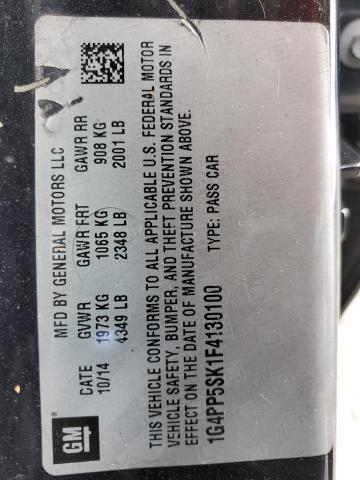 MFD BY GENERAL MOTORS LLC
DATE GVWR GAWR FRT GAWR RR
10/14 1973 KG 1065 KG 908 KG
4349 LB 2348 LB 2001 LB
THIS VEHICLE CONFORMS TO ALL APPLICABLE U.S. FEDERAL MOTOR
VEHICLE SAFETY, BUMPER, AND THEFT PREVENTION STANDARDS IN
EFFECT ON THE DATE OF MANUFACTURE SHOWN ABOVE.
1G4PP5SK1F4130100 TYPE: PASS CAR
GM
®